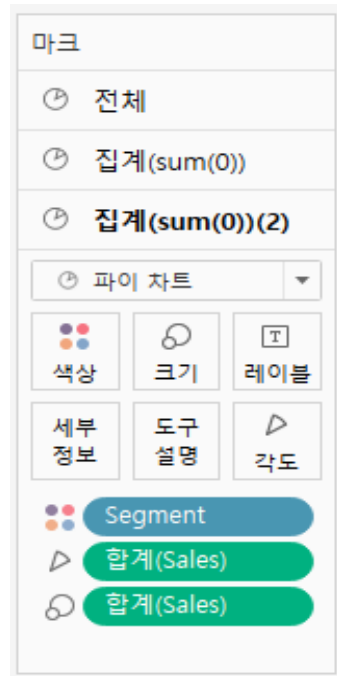 마크
전체
집계(sum(0))
집계(sum(0))(2)
파이 차트
색상 크기 레이블
세부 정보 도구 설명 각도
Segment
합계(Sales)
합계(Sales)